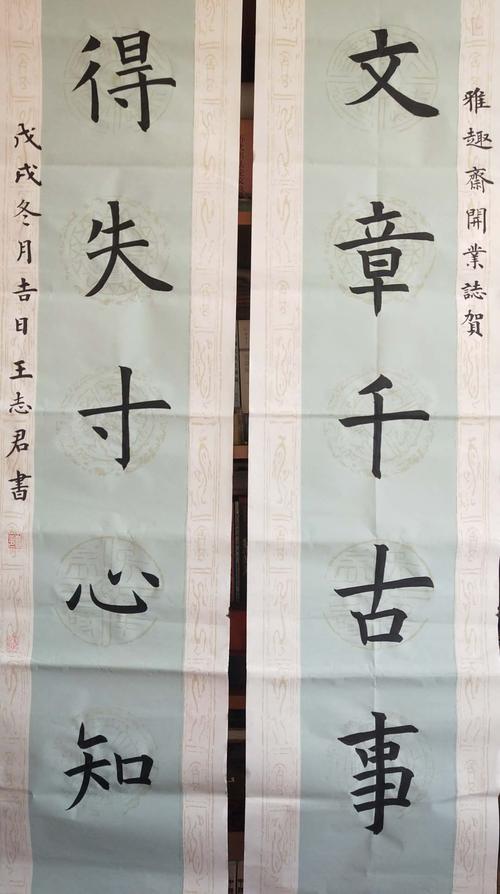 雅趣齋開業誌賀
文章千古事
得失寸心知
戊戌冬月吉日王志君書